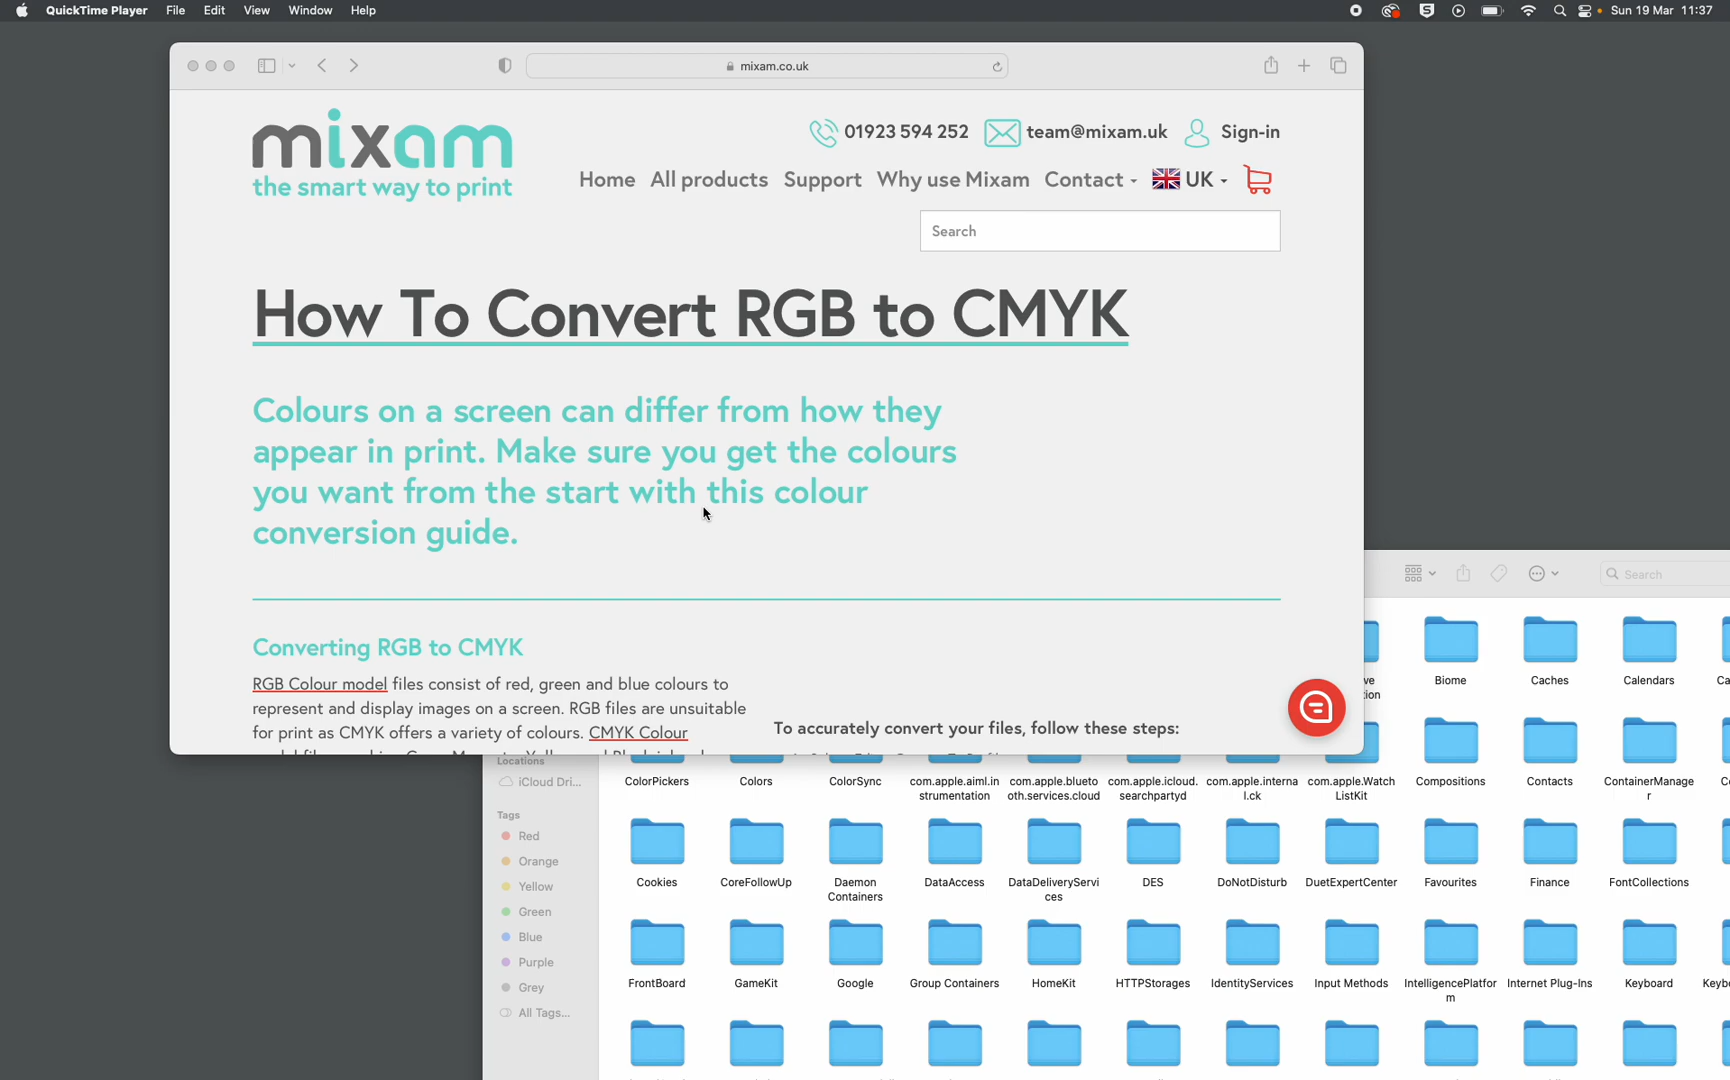 QuickTime Player File Edit View Window Help
Sun 19 Mar 11:37
mixam.co.uk
mixam
the smart way to print
01923 594 252 team@mixam.uk Sign-in
Home All products Support Why use Mixam Contact UK
Search
How To Convert RGB to CMYK
Colours on a screen can differ from how they
appear in print. Make sure you get the colours
you want from the start with this colour
conversion guide.
Converting RGB to CMYK
RGB Colour model files consist of red, green and blue colours to
represent and display images on a screen. RGB files are unsuitable
for print as CMYK offers a variety of colours. CMYK Colour
To accurately convert your files, follow these steps:
Search
Biome Caches Calendars
Locations
iCloud Dri...
Tags
Red
Orange
Yellow
Green
Blue
Purple
Grey
All Tags...
ColorPickers Colors ColorSync com.apple.aiml.in com.apple.blueto com.apple.icloud. com.apple.interna com.apple.Watch Compositions Contacts ContainerManage
strumentation oth.services.cloud searchpartyd l.ck ListKit r
Cookies CoreFollowUp Daemon DataAccess DataDeliveryServi DES DoNotDisturb DuetExpertCenter Favourites Finance FontCollections
Containers ces
FrontBoard GameKit Google Group Containers HomeKit HTTPStorages IdentityServices Input Methods IntelligencePlatfor Internet Plug-Ins Keyboard
m